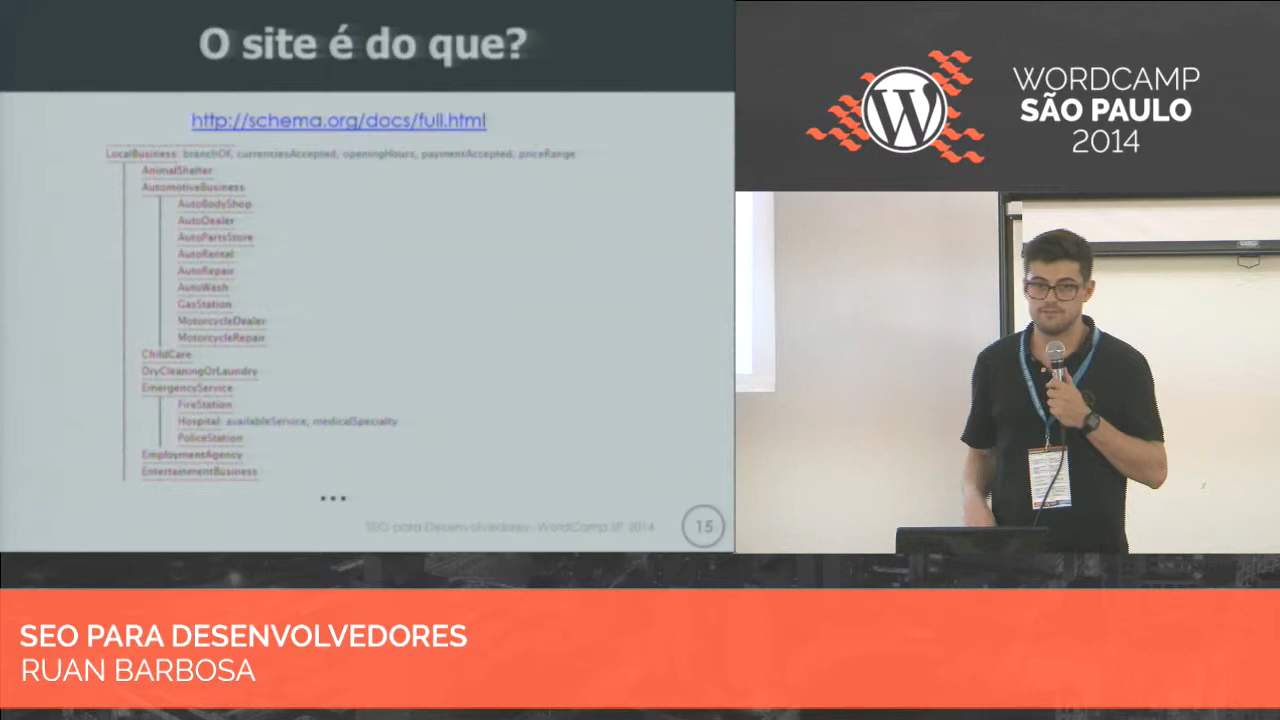 O site é do que?
http://schema.org/docs/full.html
LocalBusiness: branchOf, currenciesAccepted, openingHours, paymentAccepted, priceRange
AnimalShelter
AutomotiveBusiness
AutoBodyShop
AutoDealer
AutoPartsStore
AutoRental
AutoRepair
AutoWash
GasStation
MotorcycleDealer
MotorcycleRepair
ChildCare
DryCleaningOrLaundry
EmergencyService
FireStation
Hospital: availableService, medicalSpecialty
PoliceStation
EmploymentAgency
EntertainmentBusiness
...
SEO para Desenvolvedores - WordCamp SP 2014
15
WORDCAMP
SÃO PAULO
2014
SEO PARA DESENVOLVEDORES
RUAN BARBOSA